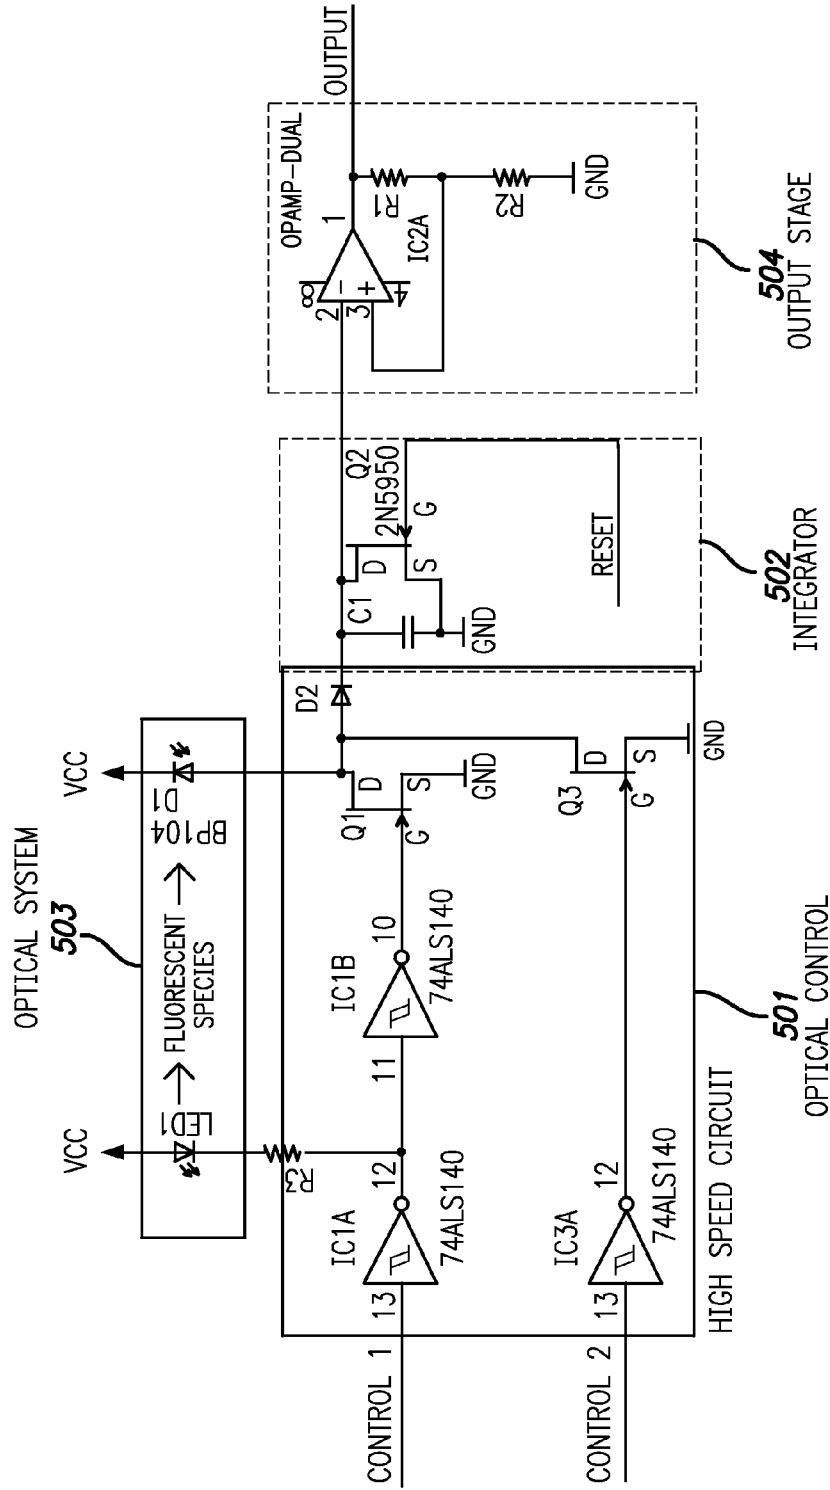 OPTICAL SYSTEM
503
VCC
VCC
LED1
FLUORESCENT
SPECIES
D1
BP104
R3
CONTROL 1
13
IC1A
12
74ALS140
11
IC1B
10
74ALS140
Q1
D
G
S
GND
D2
CONTROL 2
13
IC3A
12
74ALS140
Q3
D
G
S
GND
HIGH SPEED CIRCUIT
501
OPTICAL CONTROL
C1
GND
D
S
G
Q2
2N5950
RESET
502
INTEGRATOR
OPAMP-DUAL
8
2
-
3
+
4
1
IC2A
R1
R2
GND
OUTPUT
504
OUTPUT STAGE